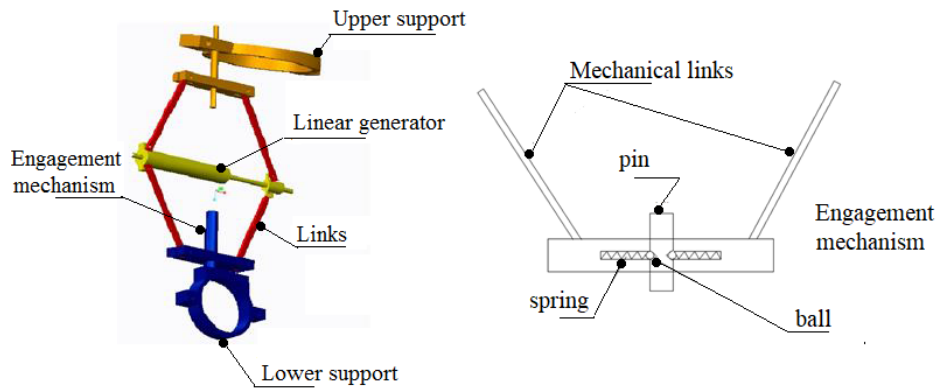 Upper support
Linear generator
Engagement
mechanism
Links
Lower support
Mechanical links
pin
Engagement
mechanism
spring
ball